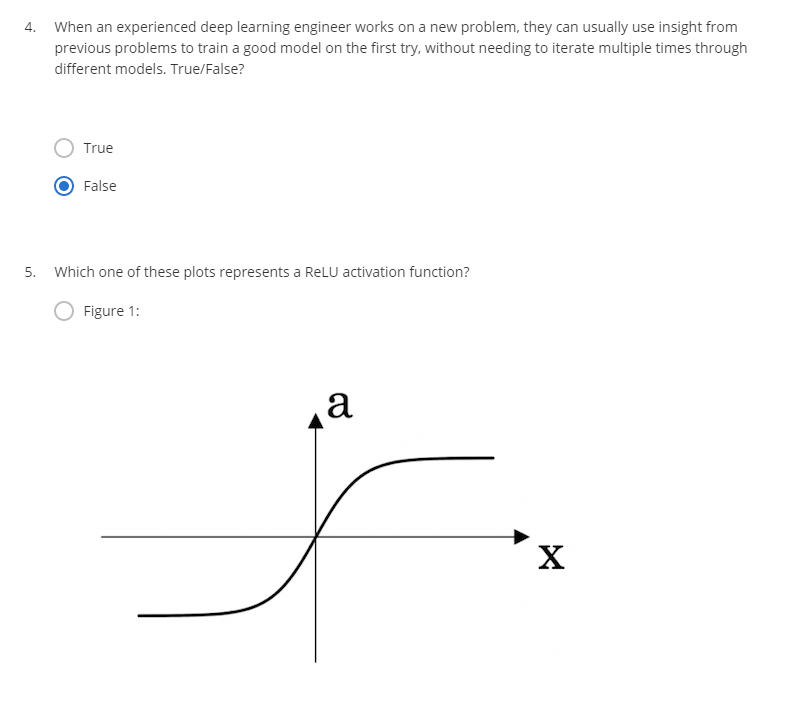 4. When an experienced deep learning engineer works on a new problem, they can usually use insight from
previous problems to train a good model on the first try, without needing to iterate multiple times through
different models. True/False?
True
False
5. Which one of these plots represents a ReLU activation function?
Figure 1:
a
x